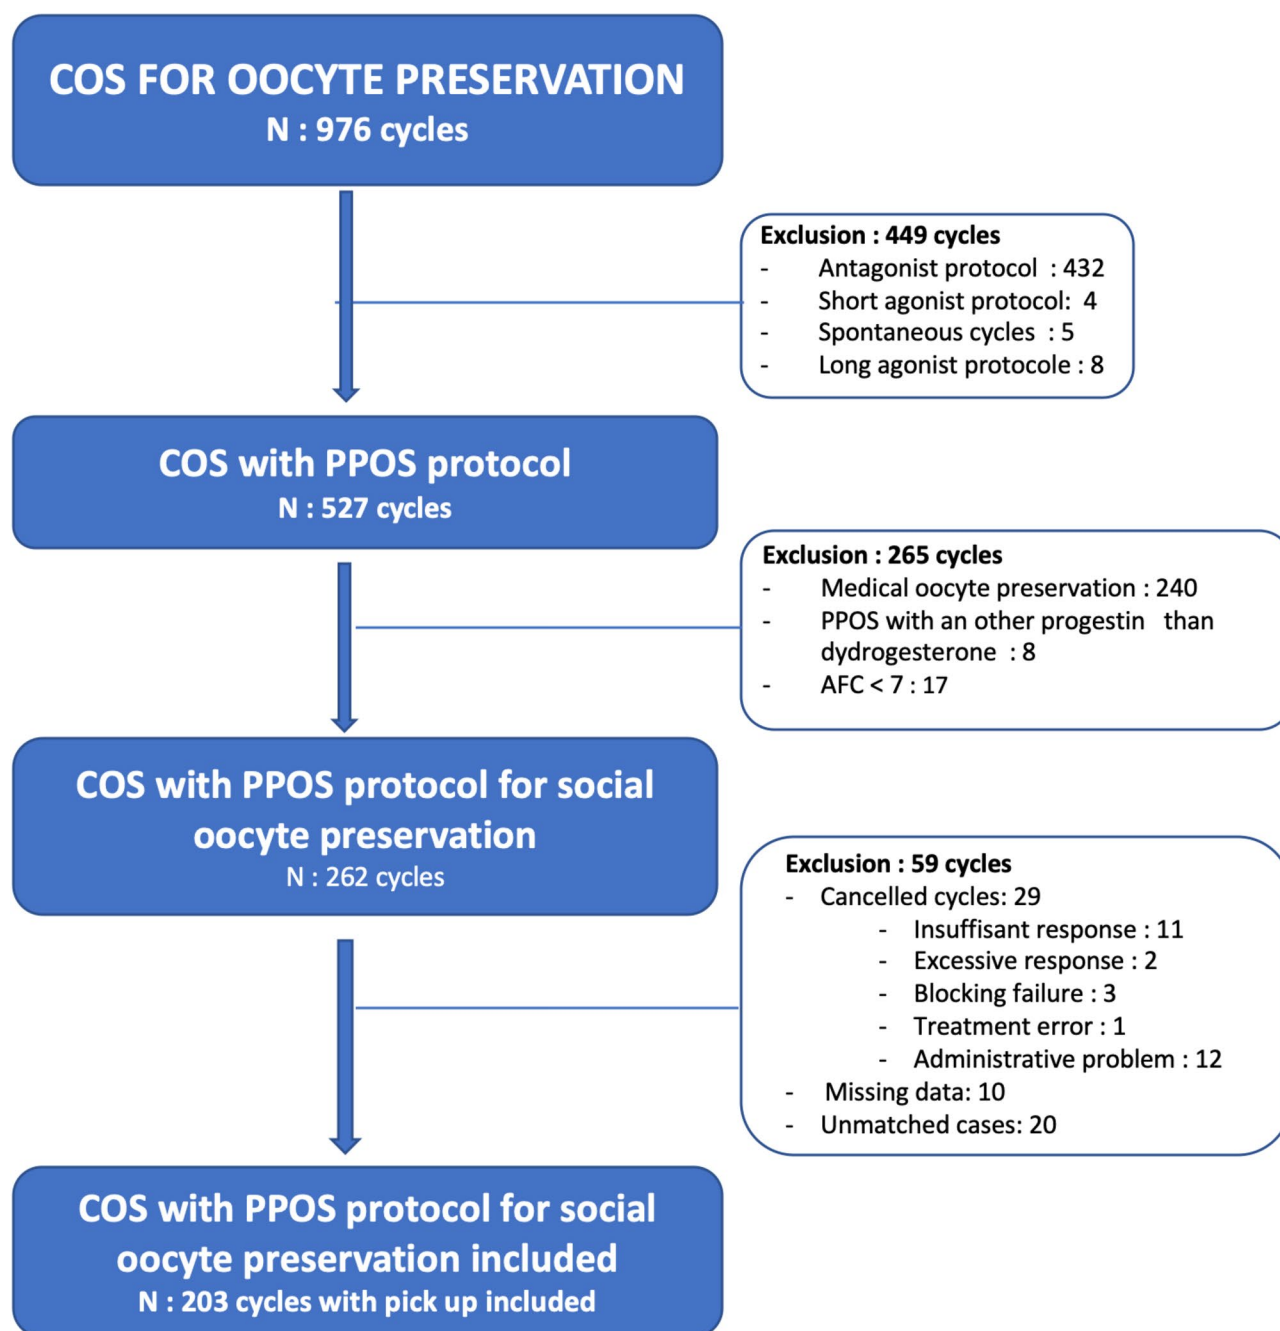 COS FOR OOCYTE PRESERVATION
N : 976 cycles
Exclusion : 449 cycles
- Antagonist protocol : 432
- Short agonist protocol: 4
- Spontaneous cycles : 5
- Long agonist protocole : 8
COS with PPOS protocol
N : 527 cycles
Exclusion : 265 cycles
- Medical oocyte preservation : 240
- PPOS with an other progestin than
dydrogesterone : 8
- AFC < 7 : 17
COS with PPOS protocol for social
oocyte preservation
N : 262 cycles
Exclusion : 59 cycles
- Cancelled cycles: 29
- Insuffisant response : 11
- Excessive response : 2
- Blocking failure : 3
- Treatment error : 1
- Administrative problem : 12
- Missing data: 10
- Unmatched cases: 20
COS with PPOS protocol for social
oocyte preservation included
N : 203 cycles with pick up included